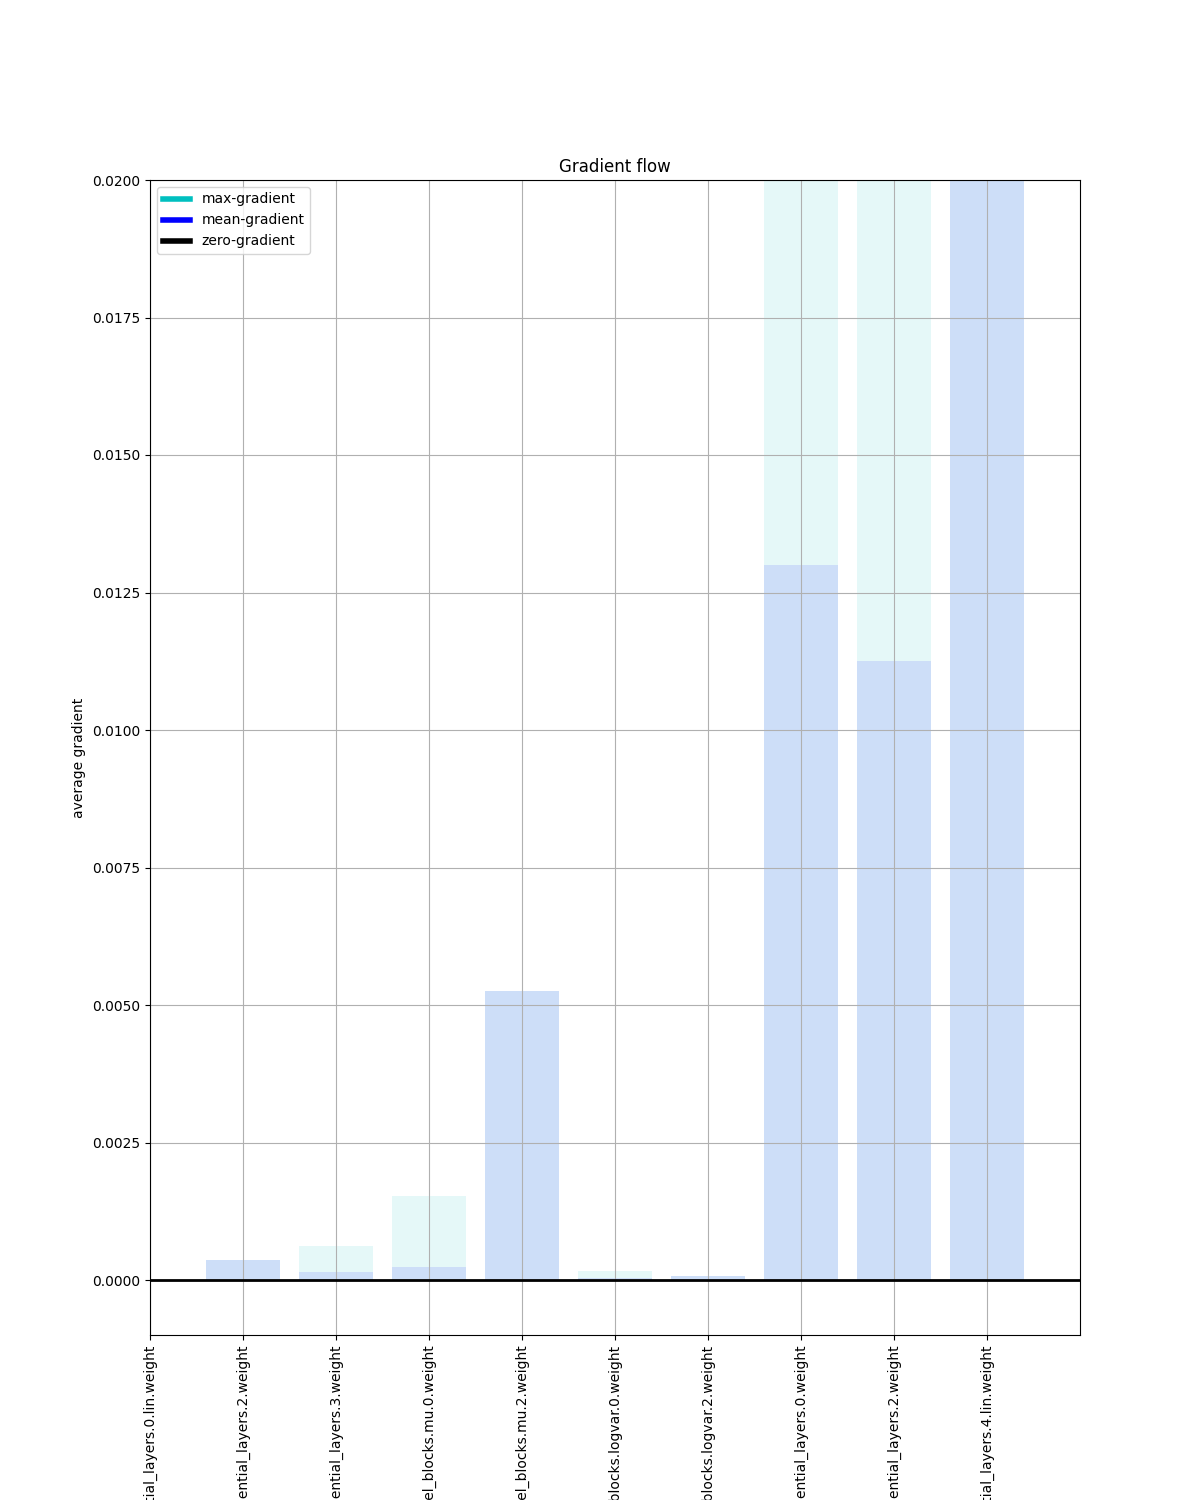 Gradient flow
max-gradient
mean-gradient
zero-gradient
average gradient
0.0200
0.0175
0.0150
0.0125
0.0100
0.0075
0.0050
0.0025
0.0000
tial_layers.0.lin.weight
ential_layers.2.weight
ential_layers.3.weight
el_blocks.mu.0.weight
el_blocks.mu.2.weight
blocks.logvar.0.weight
blocks.logvar.2.weight
ential_layers.0.weight
ential_layers.2.weight
tial_layers.4.lin.weight